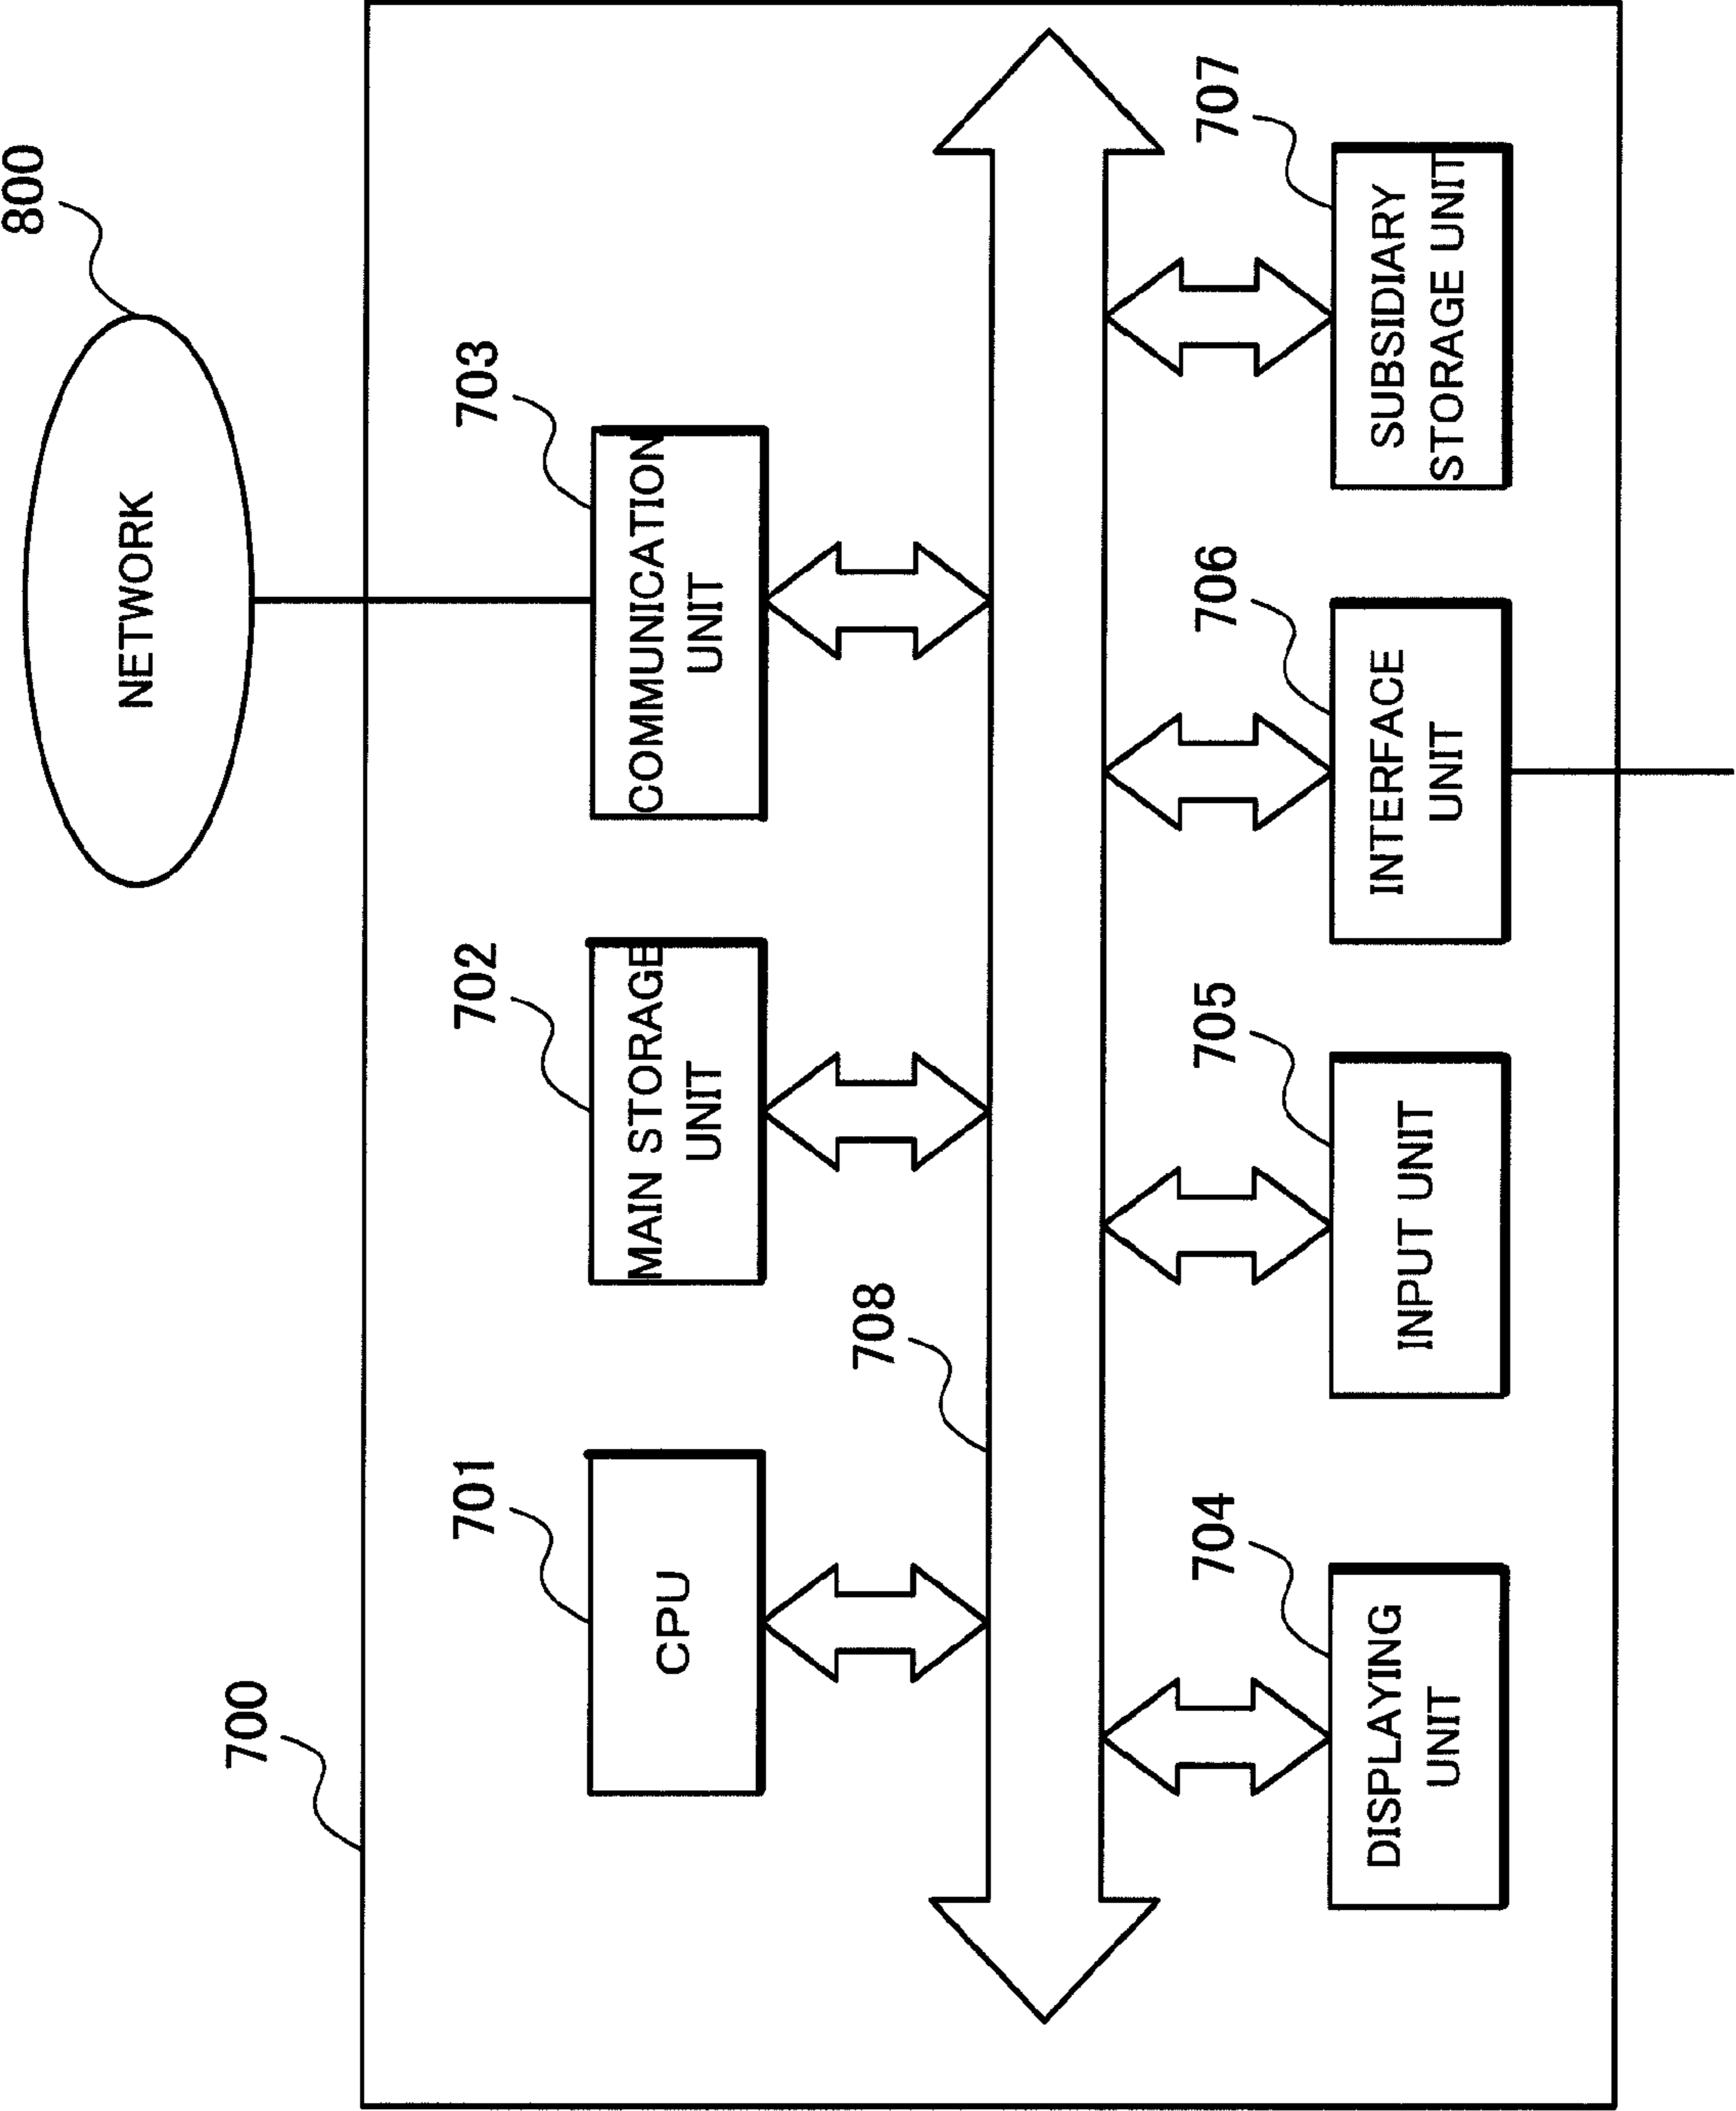 800
NETWORK
700
701
CPU
702
MAIN STORAGE
UNIT
703
COMMUNICATION
UNIT
708
704
DISPLAYING
UNIT
705
INPUT UNIT
706
INTERFACE
UNIT
707
SUBSIDIARY
STORAGE UNIT